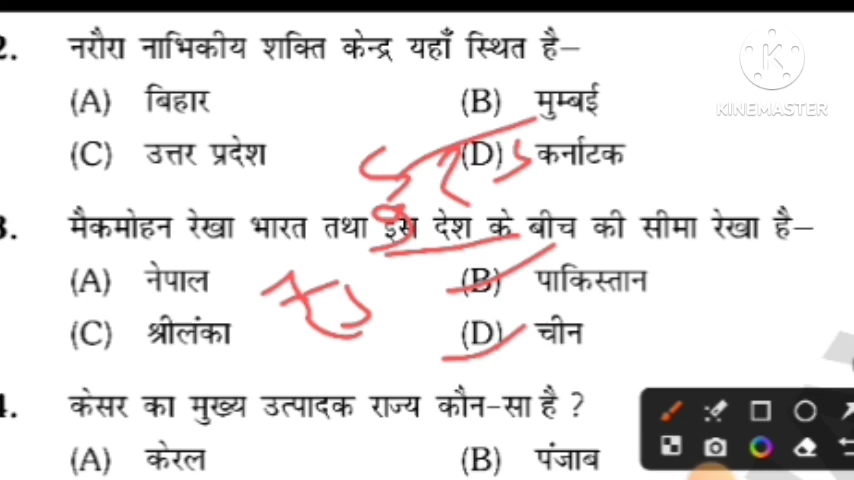 2. नरौरा नाभिकीय शक्ति केन्द्र यहाँ स्थित है–
(A) बिहार (B) मुम्बई
(C) उत्तर प्रदेश (D) कर्नाटक
3. मैकमोहन रेखा भारत तथा इस देश के बीच की सीमा रेखा है–
(A) नेपाल (B) पाकिस्तान
(C) श्रीलंका (D) चीन
4. केसर का मुख्य उत्पादक राज्य कौन-सा है ?
(A) केरल (B) पंजाब
K
KINEMASTER